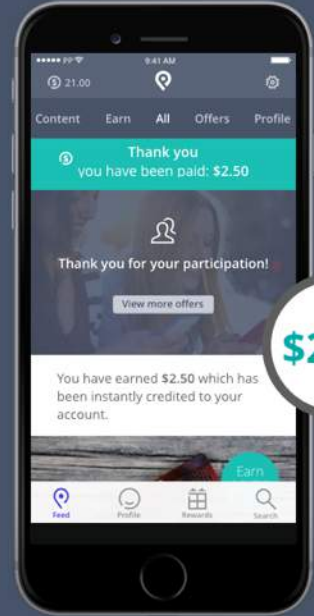 PP 9:41 AM
21.00
Content Earn All Offers Profile
Thank you
you have been paid: $2.50
Thank you for your participation!
View more offers
$2
You have earned $2.50 which has
been instantly credited to your
account.
Earn
Feed Profile Rewards Search